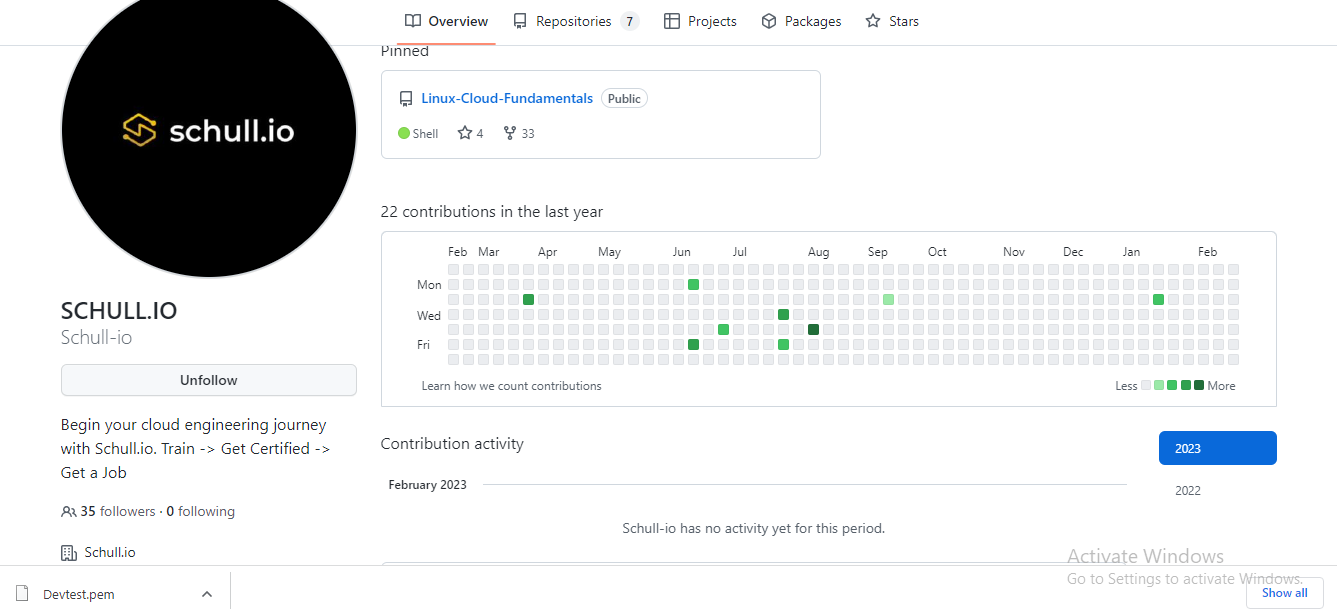 Overview Repositories 7 Projects Packages Stars
schull.io
SCHULL.IO
Schull-io
Unfollow
Begin your cloud engineering journey
with Schull.io. Train -> Get Certified ->
Get a Job
35 followers · 0 following
Schull.io
Pinned
Linux-Cloud-Fundamentals Public
Shell 4 33
22 contributions in the last year
Feb Mar Apr May Jun Jul Aug Sep Oct Nov Dec Jan Feb
Mon
Wed
Fri
Learn how we count contributions Less More
Contribution activity
2023
2022
February 2023
Schull-io has no activity yet for this period.
Activate Windows
Go to Settings to activate Windows.
Devtest.pem
Show all